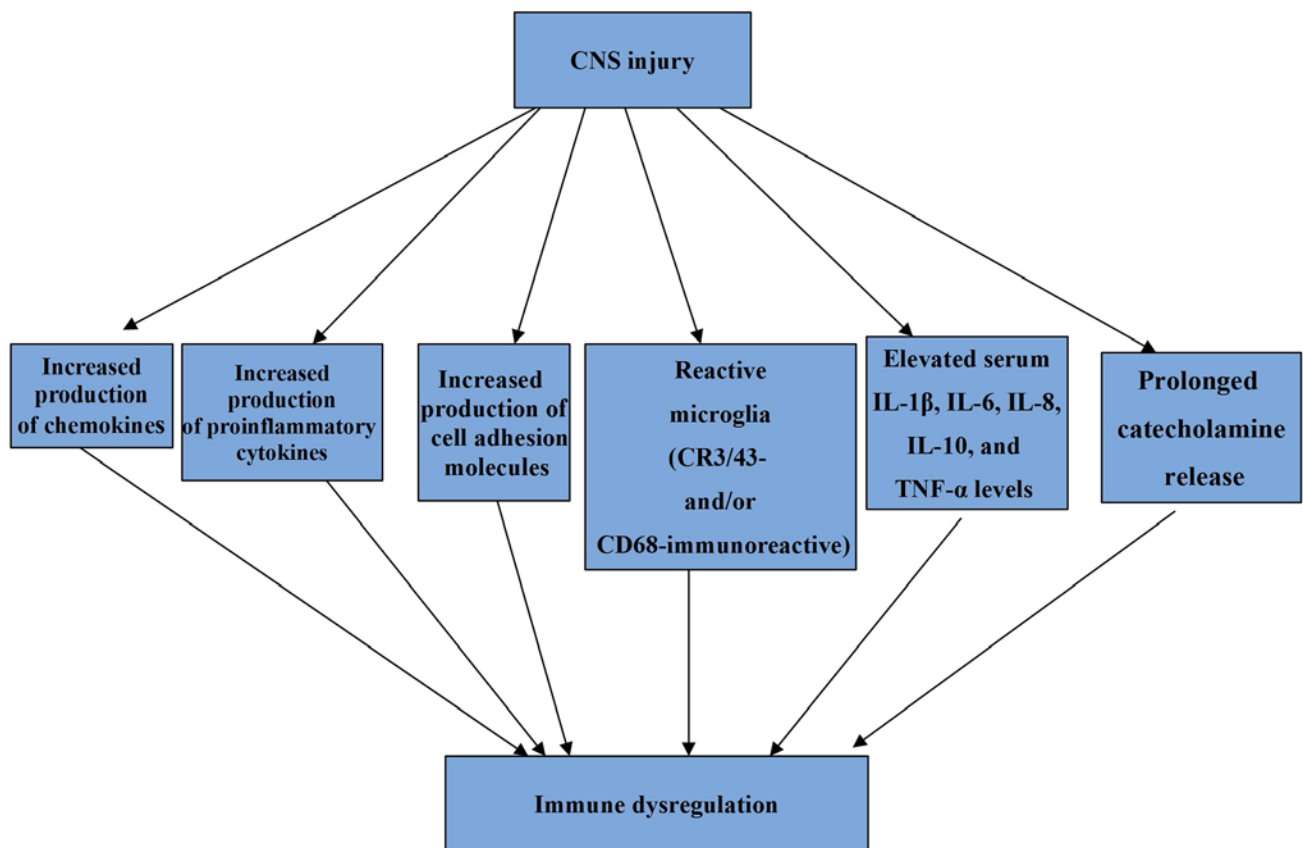 CNS injury
Increased
production
of chemokines
Increased
production
of proinflammatory
cytokines
Increased
production of
cell adhesion
molecules
Reactive
microglia
(CR3/43-
and/or
CD68-immunoreactive)
Elevated serum
IL-1β, IL-6, IL-8,
IL-10, and
TNF-α levels
Prolonged
catecholamine
release
Immune dysregulation